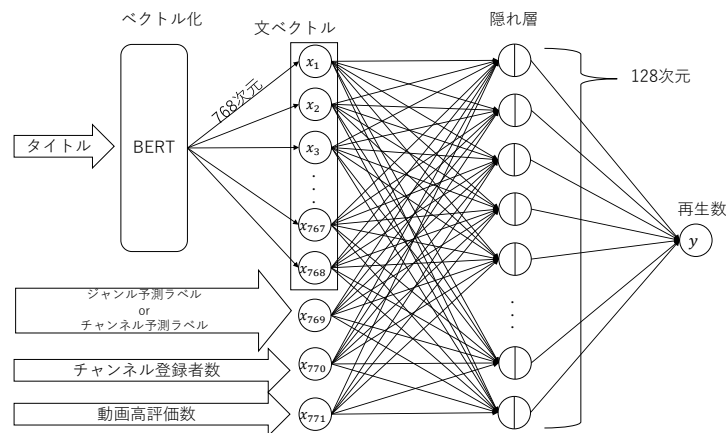 ベクトル化
文ベクトル
隠れ層
768次元
128次元
タイトル
BERT
x₁
x₂
x₃
x₇₆₇
x₇₆₈
再生数
y
ジャンル予測ラベル
or
チャンネル予測ラベル
x₇₆₉
チャンネル登録者数
x₇₇₀
動画高評価数
x₇₇₁